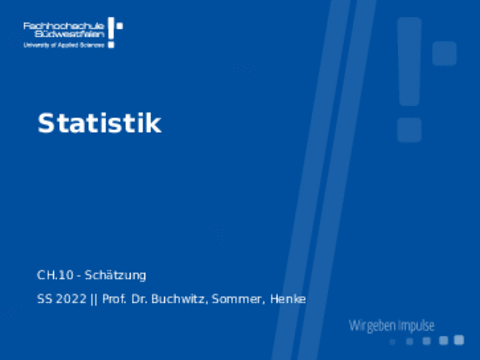 Fachhochschule
Südwestfalen
University of Applied Sciences
Statistik
CH.10 - Schätzung
SS 2022 || Prof. Dr. Buchwitz, Sommer, Henke
Wir geben Impulse